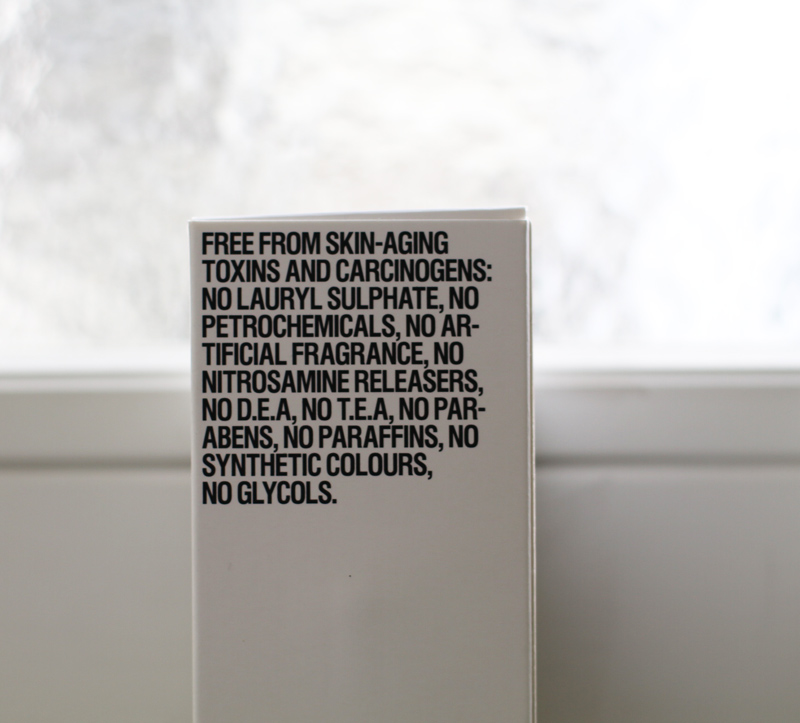 FREE FROM SKIN-AGING
TOXINS AND CARCINOGENS:
NO LAURYL SULPHATE, NO
PETROCHEMICALS, NO AR-
TIFICIAL FRAGRANCE, NO
NITROSAMINE RELEASERS,
NO D.E.A, NO T.E.A, NO PAR-
ABENS, NO PARAFFINS, NO
SYNTHETIC COLOURS,
NO GLYCOLS.